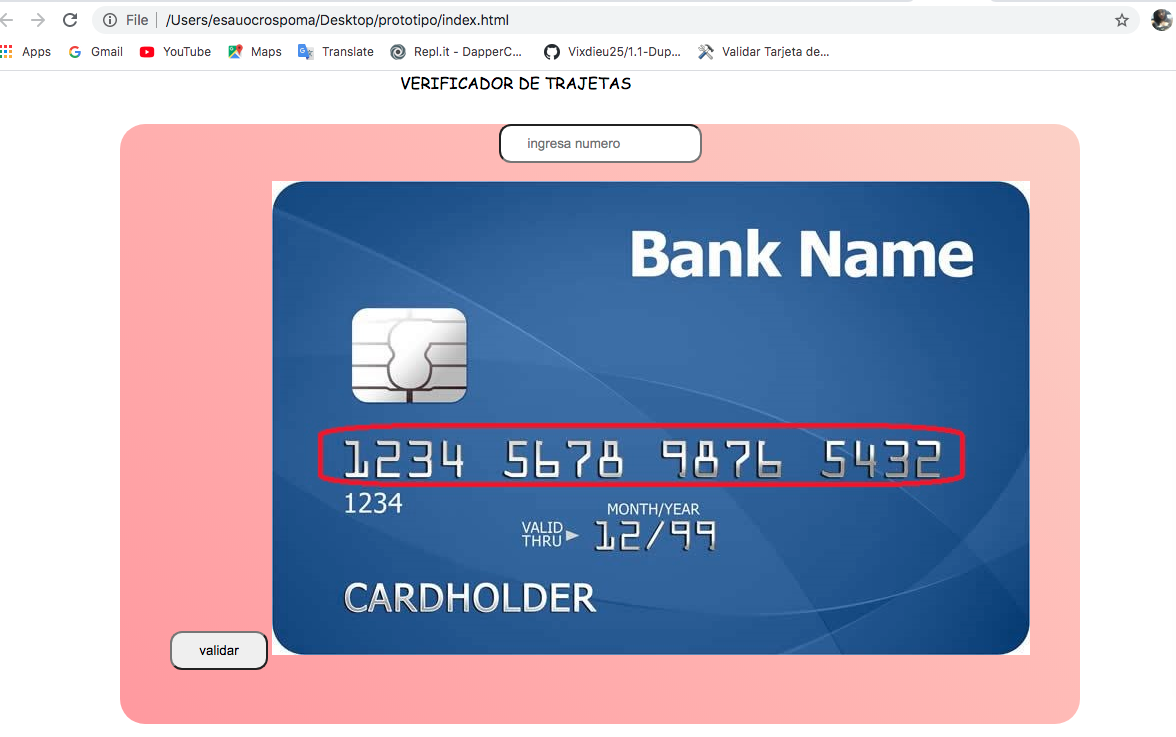 File | /Users/esauocrospoma/Desktop/prototipo/index.html
Apps Gmail YouTube Maps Translate Repl.it - DapperC... Vixdieu25/1.1-Dup... Validar Tarjeta de...
VERIFICADOR DE TRAJETAS
ingresa numero
Bank Name
1234 5678 9876 5432
1234
MONTH/YEAR
VALID
THRU 12/99
CARDHOLDER
validar